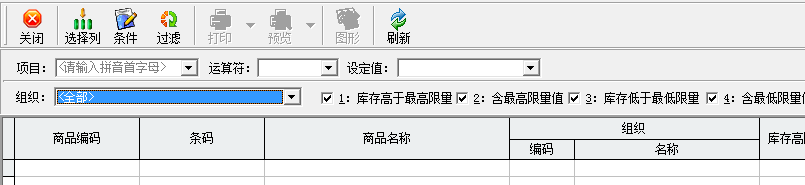 关闭 选择列 条件 过滤 打印 预览 图形 刷新
项目: <请输入拼音首字母> 运算符: 设定值:
组织: <全部> 1: 库存高于最高限量 2: 含最高限量值 3: 库存低于最低限量 4: 含最低限量值
商品编码 条码 商品名称 组织 库存高
编码 名称